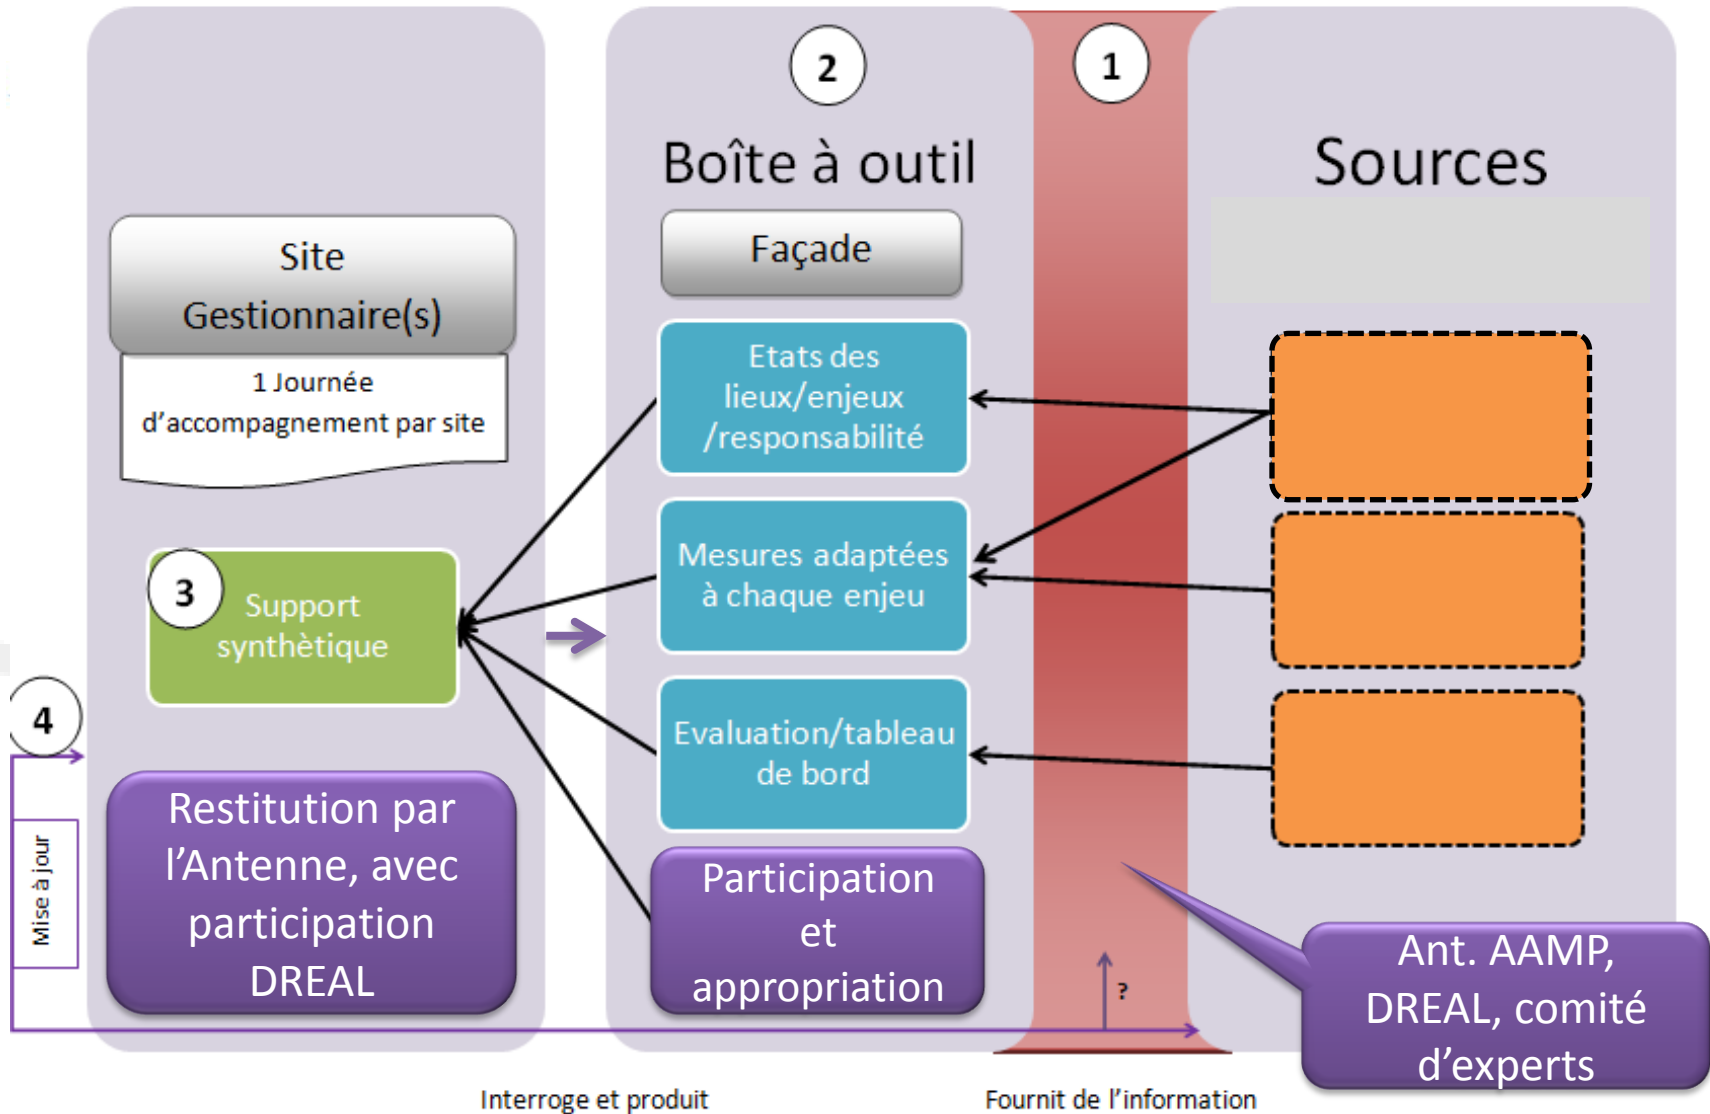 2
1
Boîte à outil
Sources
Site
Gestionnaire(s)
Façade
1 Journée
d'accompagnement par site
Etats des
lieux/enjeux
/responsabilité
Mesures adaptées
à chaque enjeu
3
Support
synthètique
4
Evaluation/tableau
de bord
Mise à jour
Restitution par
l’Antenne, avec
participation
DREAL
Participation
et
appropriation
?
Ant. AAMP,
DREAL, comité
d’experts
Interroge et produit
Fournit de l’information